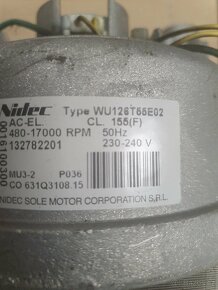 Nidec Type WU126T55E02
AC-EL. CL. 155(F)
480-17000 RPM 50Hz
132782201 230-240 V
MU3-2 P036
CO 631Q3108.15
NIDEC SOLE MOTOR CORPORATION S.R.L.
0016100300